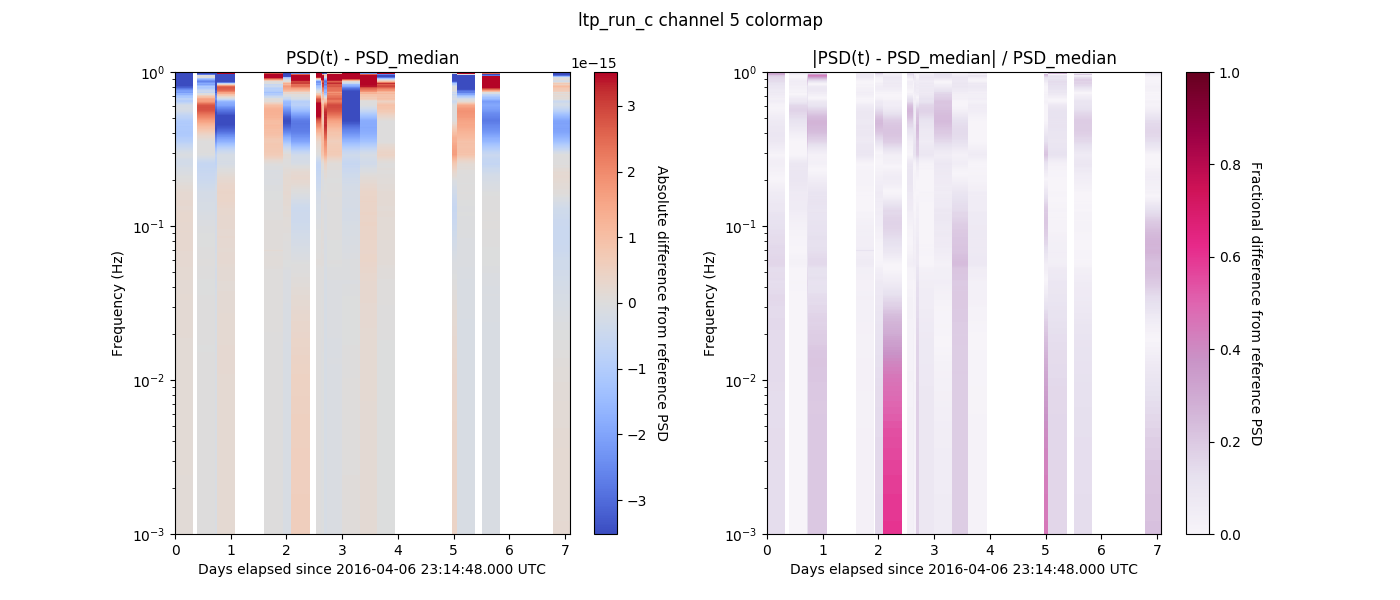 ltp_run_c channel 5 colormap
PSD(t) - PSD_median
1e−15
10⁰
10⁻¹
10⁻²
10⁻³
Frequency (Hz)
0 1 2 3 4 5 6 7
Days elapsed since 2016-04-06 23:14:48.000 UTC
3
2
1
0
−1
−2
−3
Absolute difference from reference PSD
|PSD(t) - PSD_median| / PSD_median
10⁰
10⁻¹
10⁻²
10⁻³
Frequency (Hz)
0 1 2 3 4 5 6 7
Days elapsed since 2016-04-06 23:14:48.000 UTC
1.0
0.8
0.6
0.4
0.2
0.0
Fractional difference from reference PSD